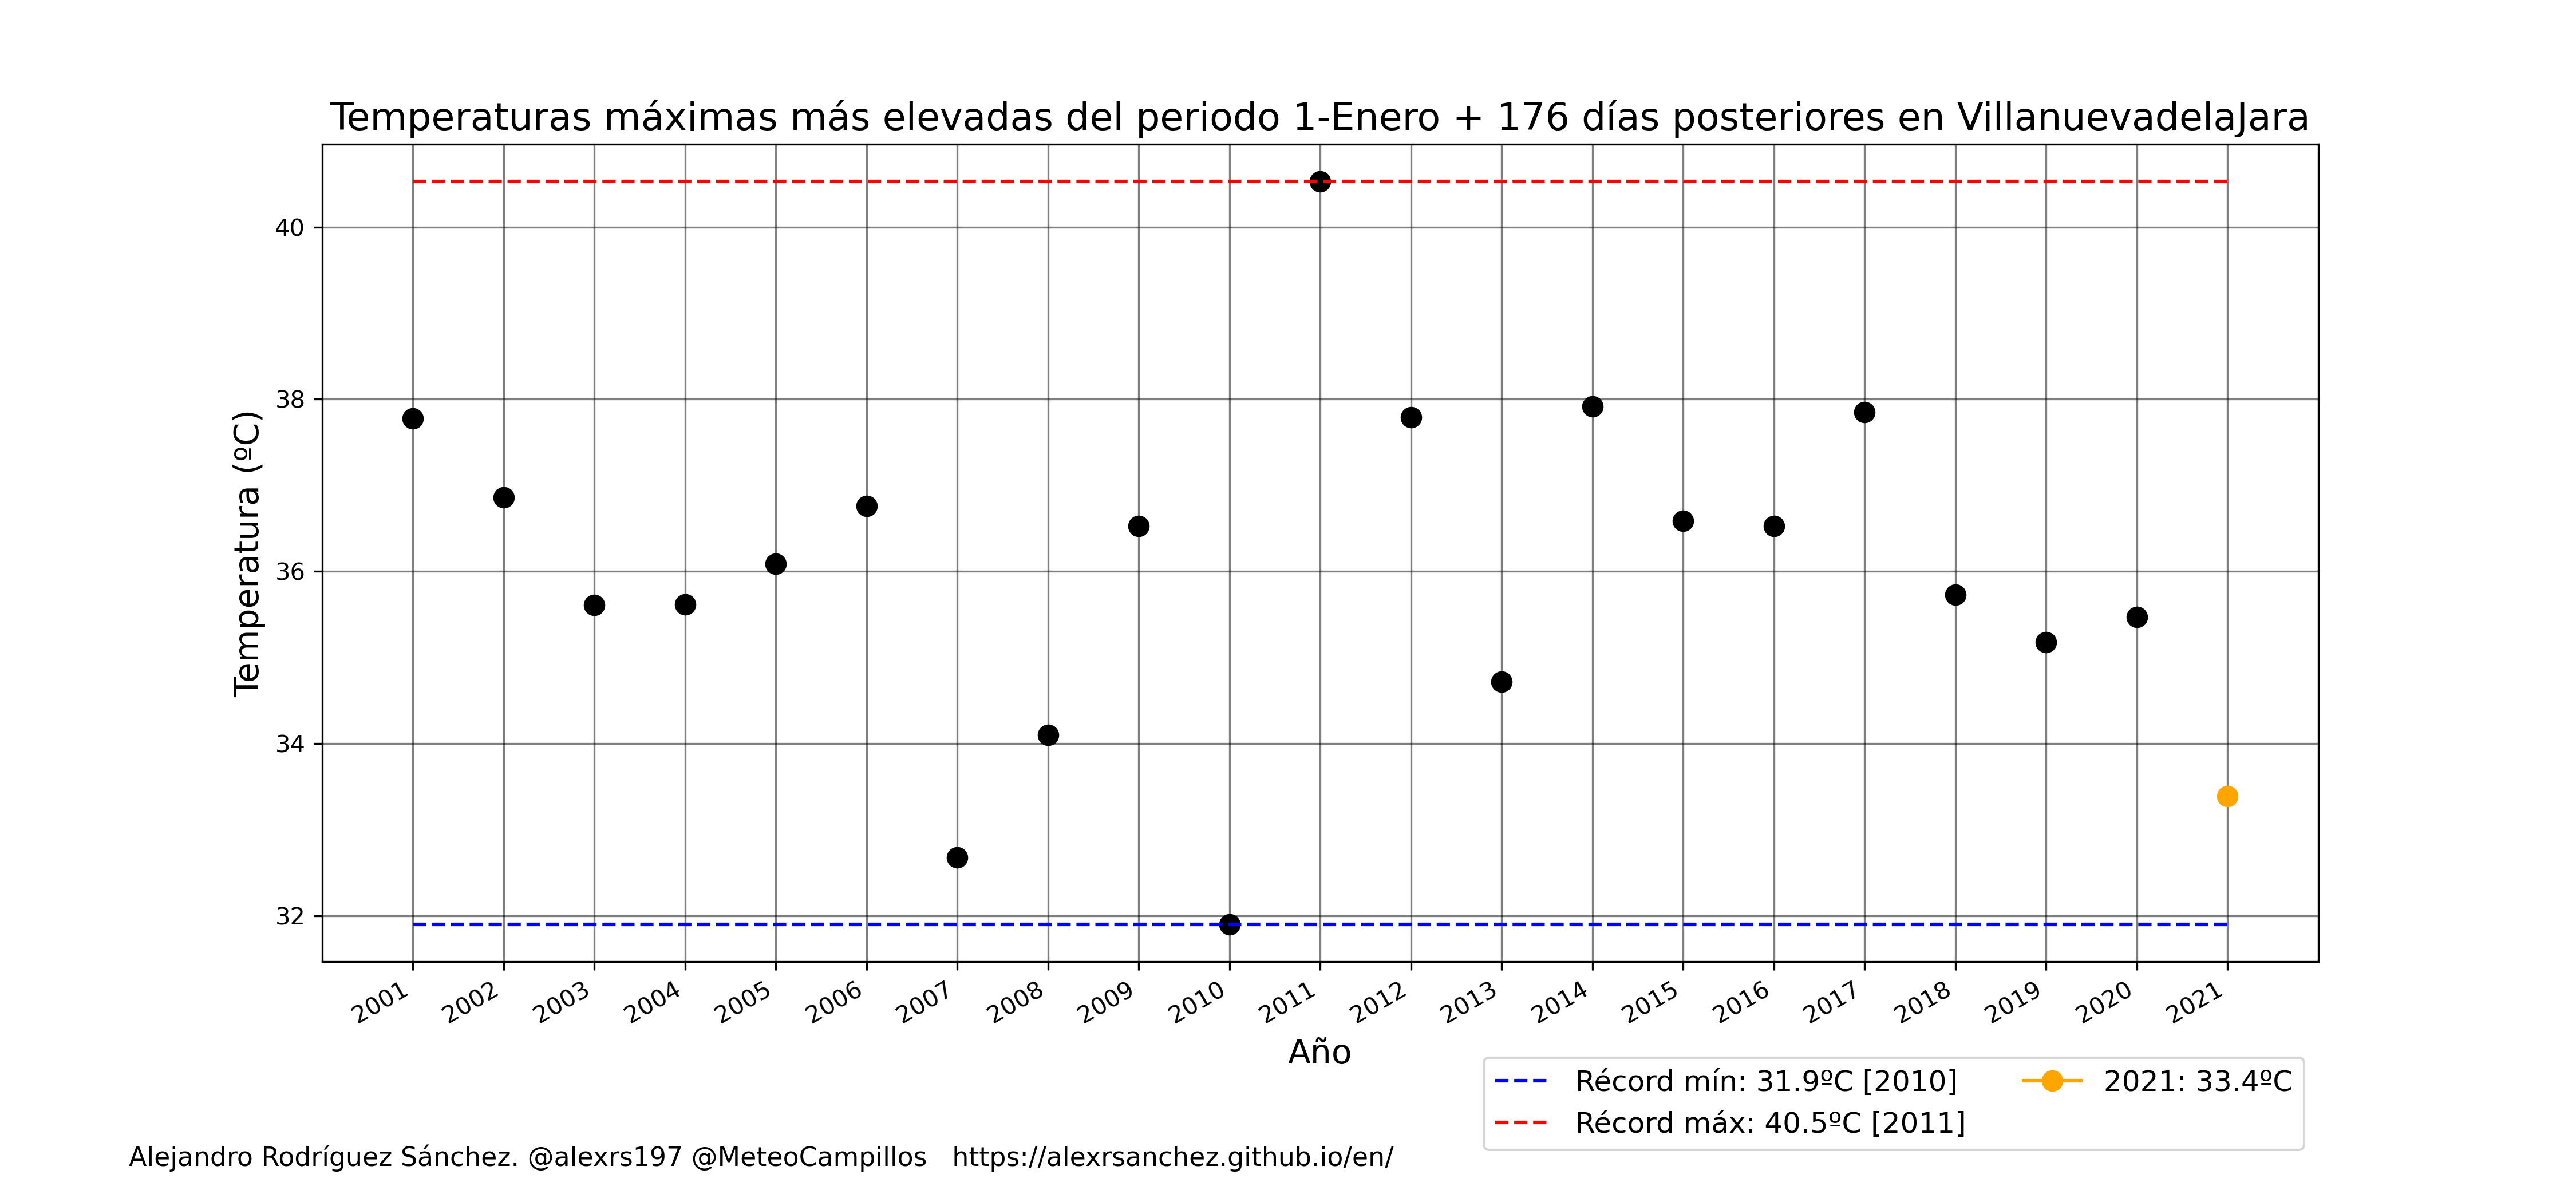 Temperaturas máximas más elevadas del periodo 1-Enero + 176 días posteriores en VillanuevadelaJara
Temperatura (ºC)
40
38
36
34
32
2001 2002 2003 2004 2005 2006 2007 2008 2009 2010 2011 2012 2013 2014 2015 2016 2017 2018 2019 2020 2021
Año
Récord mín: 31.9ºC [2010]
Récord máx: 40.5ºC [2011]
2021: 33.4ºC
Alejandro Rodríguez Sánchez. @alexrs197 @MeteoCampillos https://alexrsanchez.github.io/en/